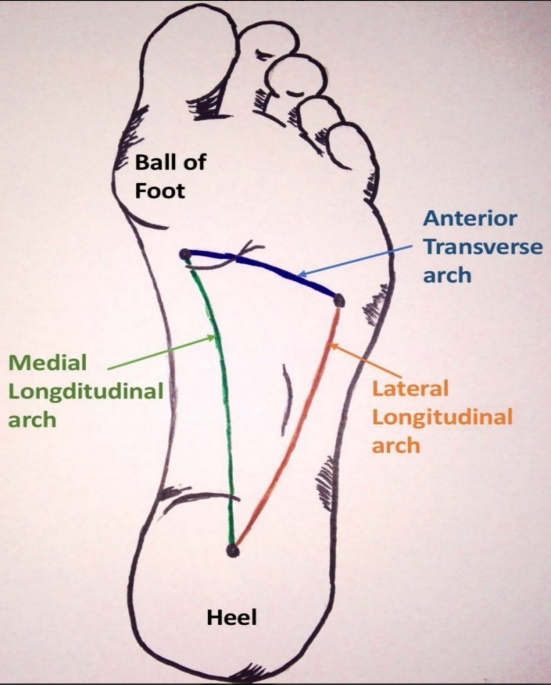 Ball of
Foot
Anterior
Transverse
arch
Medial
Longditudinal
arch
Lateral
Longitudinal
arch
Heel